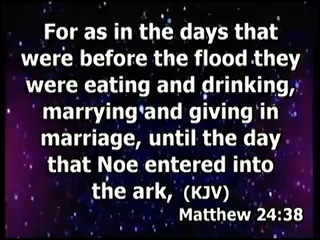 For as in the days that
were before the flood they
were eating and drinking,
marrying and giving in
marriage, until the day
that Noe entered into
the ark, (KJV)
Matthew 24:38